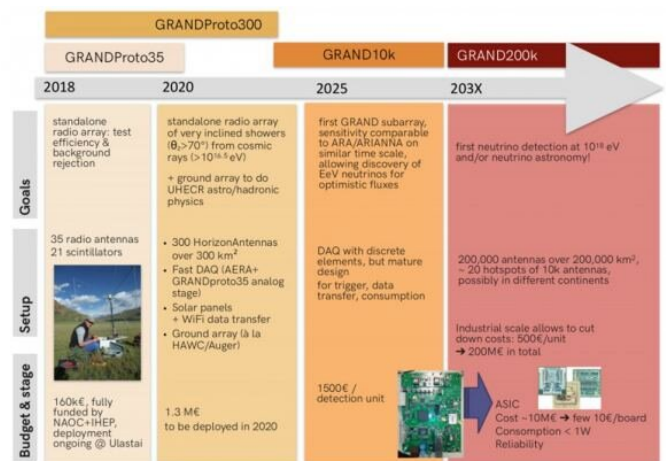 GRANDProto300
GRANDProto35
GRAND10k
GRAND200k
2018
2020
2025
203X
Goals
standalone
radio array: test
efficiency &
background
rejection
standalone radio array
of very inclined showers
(θz>70°) from cosmic
rays (>10^16.5 eV)
+ ground array to do
UHECR astro/hadronic
physics
first GRAND subarray,
sensitivity comparable
to ARA/ARIANNA on
similar time scale,
allowing discovery of
EeV neutrinos for
optimistic fluxes
first neutrino detection at 10^18 eV
and/or neutrino astronomy!
Setup
35 radio antennas
21 scintillators
• 300 HorizonAntennas
over 300 km²
• Fast DAQ (AERA+
GRANDproto35 analog
stage)
• Solar panels
+ WiFi data transfer
• Ground array (à la
HAWC/Auger)
DAQ with discrete
elements, but mature
design
for trigger, data
transfer, consumption
200,000 antennas over 200,000 km²,
~ 20 hotspots of 10k antennas,
possibly in different continents
Industrial scale allows to cut
down costs: 500€/unit
→ 200M€ in total
Budget & stage
160k€, fully
funded by
NAOC+IHEP,
deployment
ongoing @ Ulastai
1.3 M€
to be deployed in 2020
1500€ /
detection unit
ASIC
Cost ~10M€ → few 10€/board
Consomption < 1W
Reliability